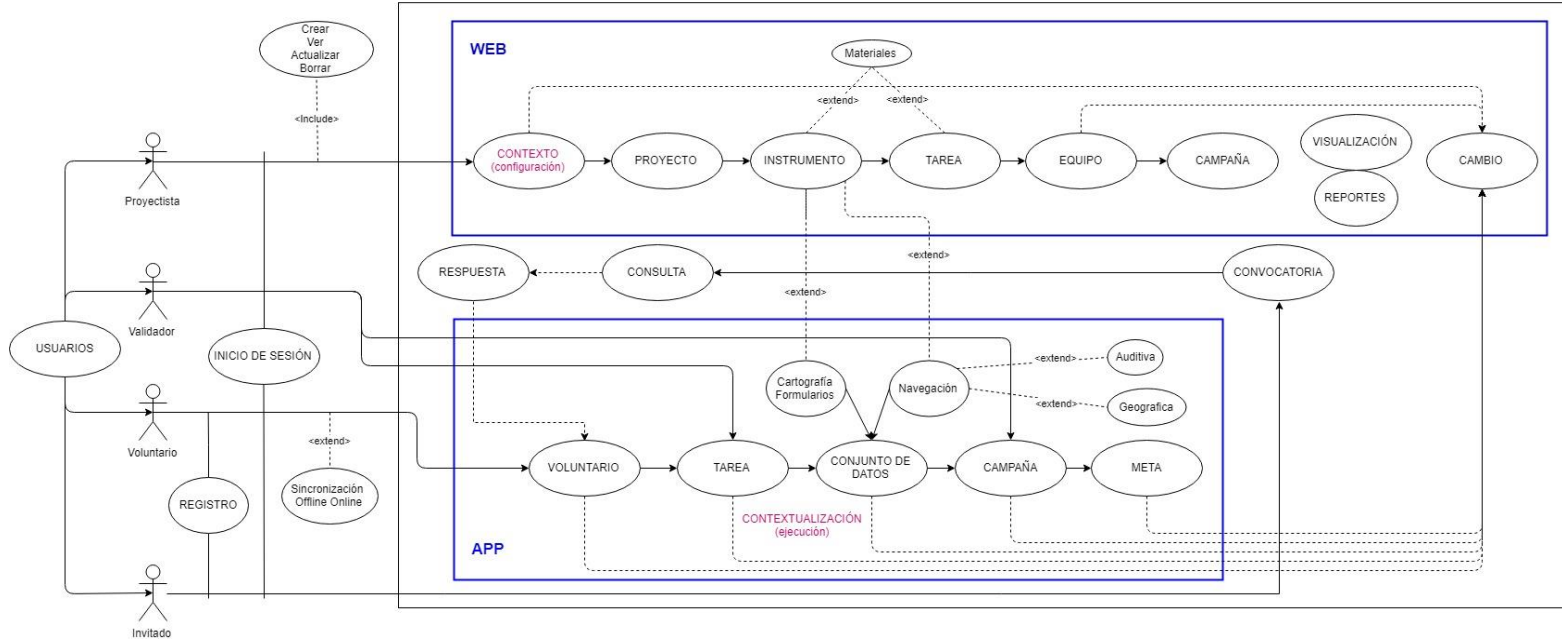 Crear
Ver
Actualizar
Borrar
WEB
Materiales
<extend>
<extend>
<Include>
CONTEXTO
(configuración)
PROYECTO
INSTRUMENTO
TAREA
EQUIPO
CAMPAÑA
VISUALIZACIÓN
REPORTES
CAMBIO
Proyectista
<extend>
RESPUESTA
CONSULTA
CONVOCATORIA
<extend>
Validador
USUARIOS
INICIO DE SESIÓN
<extend>
Auditiva
Cartografía
Formularios
Navegación
<extend>
Geografica
<extend>
Voluntario
VOLUNTARIO
TAREA
CONJUNTO DE
DATOS
CAMPAÑA
META
Sincronización
Offline Online
REGISTRO
CONTEXTUALIZACIÓN
(ejecución)
APP
Invitado